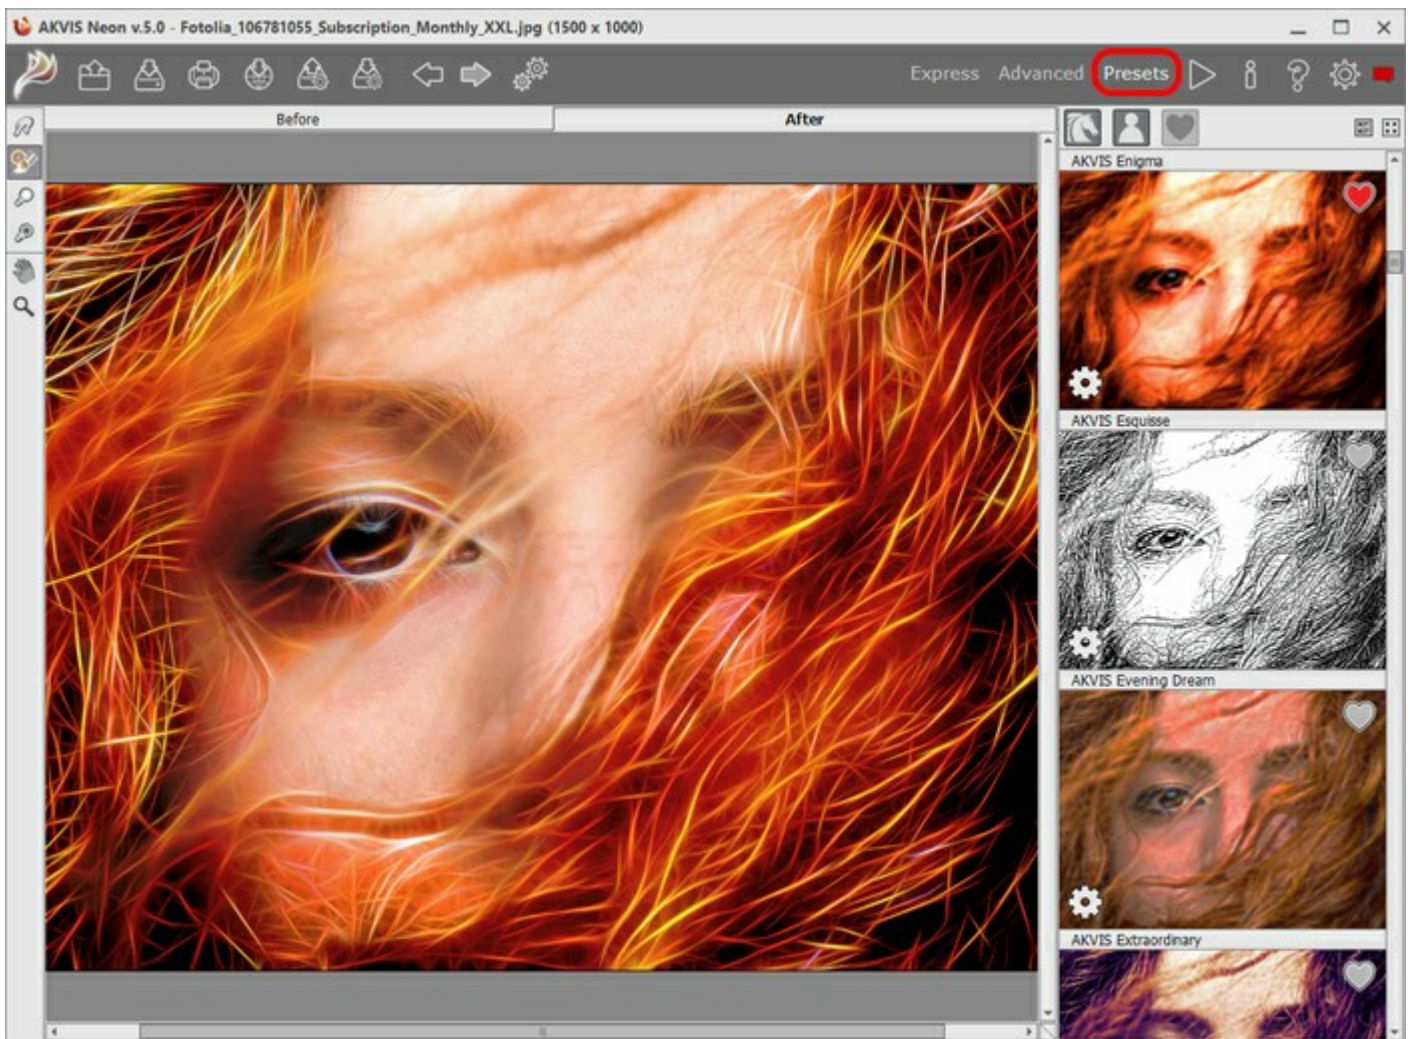 AKVIS Neon v.5.0 - Fotolia_106781055_Subscription_Monthly_XXL.jpg (1500 x 1000)
Express Advanced Presets
Before After
AKVIS Enigma
AKVIS Esquisse
AKVIS Evening Dream
AKVIS Extraordinary